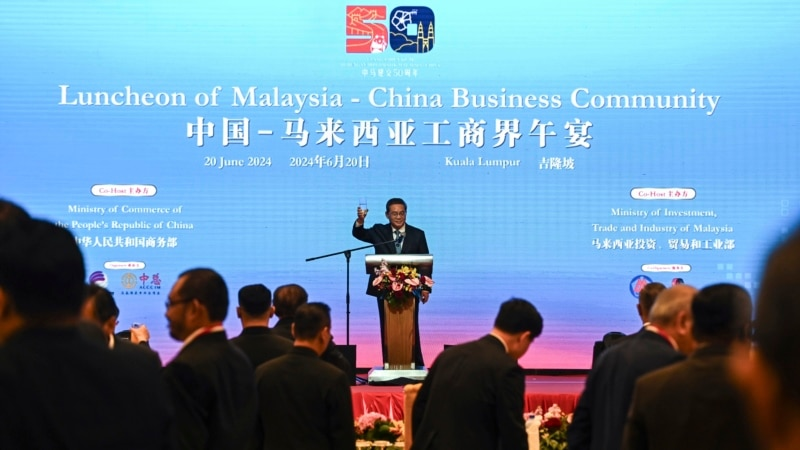 50
Luncheon of Malaysia - China Business Community
中国-马来西亚工商界午宴
20 June 2024 2024年6月20日 Kuala Lumpur 吉隆坡
Co-Host 主办方
Ministry of Commerce of
the People's Republic of China
中华人民共和国商务部
Co-Host 主办方
Ministry of Investment,
Trade and Industry of Malaysia
马来西亚投资、贸易和工业部
中总